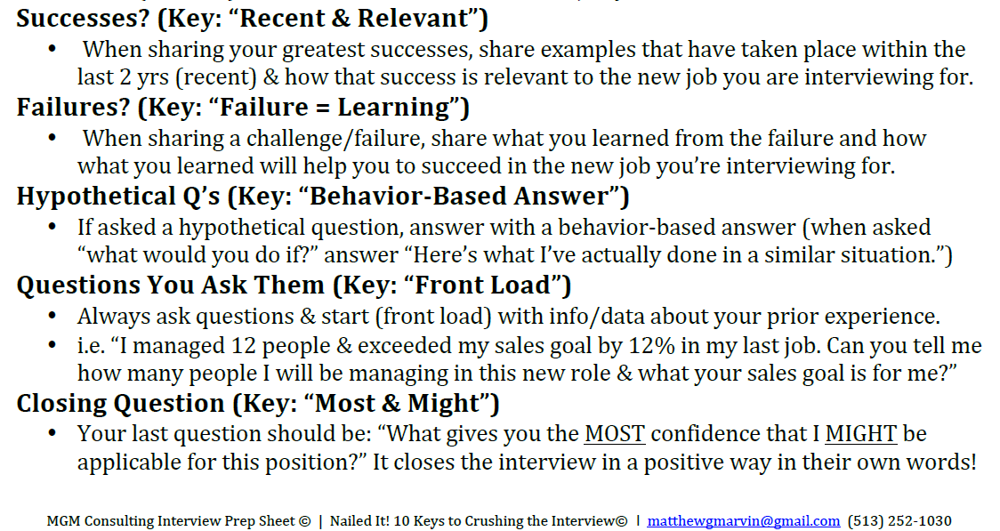 Successes? (Key: “Recent & Relevant”)
• When sharing your greatest successes, share examples that have taken place within the
last 2 yrs (recent) & how that success is relevant to the new job you are interviewing for.
Failures? (Key: “Failure = Learning”)
• When sharing a challenge/failure, share what you learned from the failure and how
what you learned will help you to succeed in the new job you’re interviewing for.
Hypothetical Q’s (Key: “Behavior-Based Answer”)
• If asked a hypothetical question, answer with a behavior-based answer (when asked
“what would you do if?” answer “Here’s what I’ve actually done in a similar situation.”)
Questions You Ask Them (Key: “Front Load”)
• Always ask questions & start (front load) with info/data about your prior experience.
• i.e. “I managed 12 people & exceeded my sales goal by 12% in my last job. Can you tell me
how many people I will be managing in this new role & what your sales goal is for me?”
Closing Question (Key: “Most & Might”)
• Your last question should be: “What gives you the MOST confidence that I MIGHT be
applicable for this position?” It closes the interview in a positive way in their own words!
MGM Consulting Interview Prep Sheet © | Nailed It! 10 Keys to Crushing the Interview© | matthewgmarvin@gmail.com (513) 252-1030